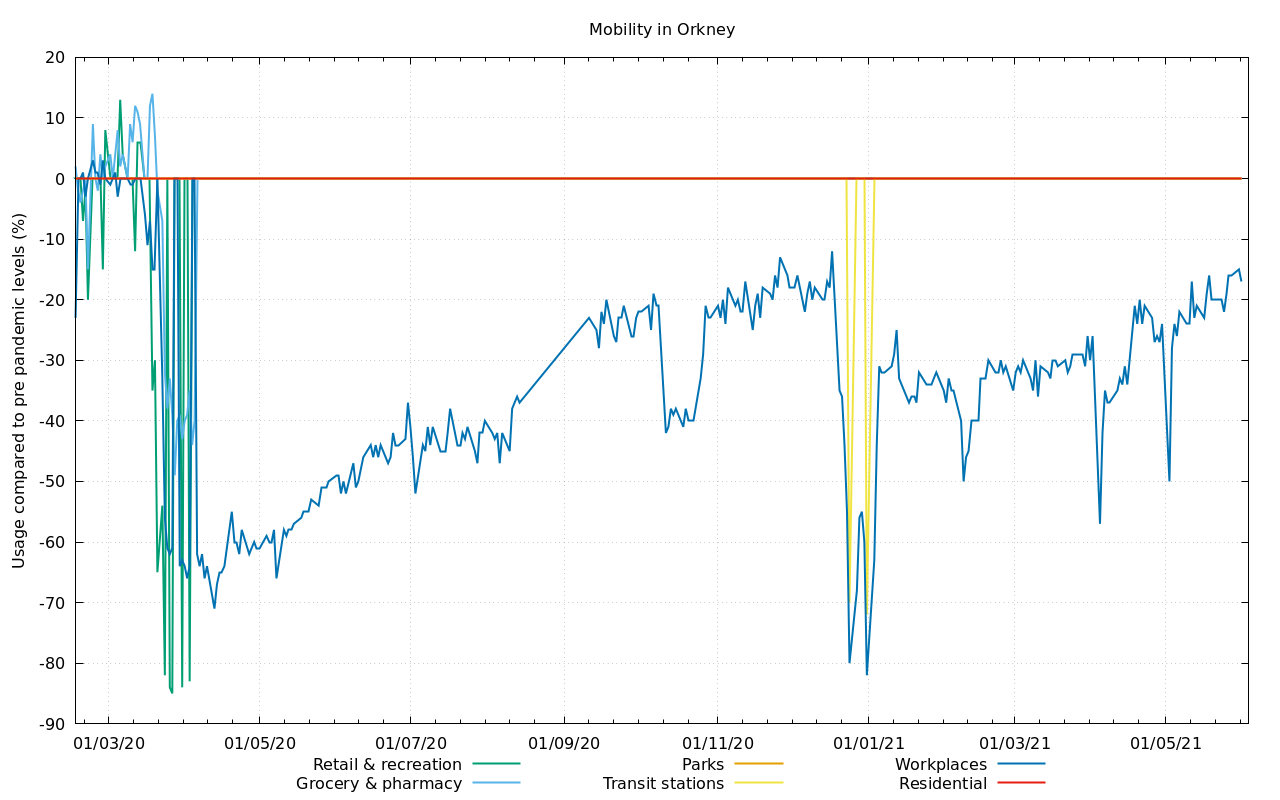 Mobility in Orkney
Usage compared to pre pandemic levels (%)
20
10
0
-10
-20
-30
-40
-50
-60
-70
-80
-90
01/03/20 01/05/20 01/07/20 01/09/20 01/11/20 01/01/21 01/03/21 01/05/21
Retail & recreation Parks Workplaces
Grocery & pharmacy Transit stations Residential